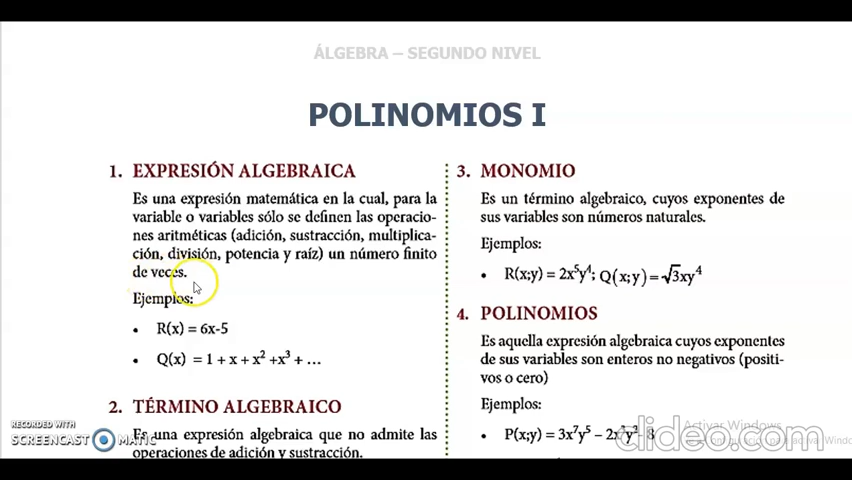 ÁLGEBRA – SEGUNDO NIVEL
POLINOMIOS I
1. EXPRESIÓN ALGEBRAICA
Es una expresión matemática en la cual, para la
variable o variables sólo se definen las operacio-
nes aritméticas (adición, sustracción, multiplica-
ción, división, potencia y raíz) un número finito
de veces.
Ejemplos:
• R(x) = 6x-5
• Q(x) = 1 + x + x² +x³ + ...
2. TÉRMINO ALGEBRAICO
Es una expresión algebraica que no admite las
operaciones de adición y sustracción.
3. MONOMIO
Es un término algebraico, cuyos exponentes de
sus variables son números naturales.
Ejemplos:
• R(x;y) = 2x⁵y⁴; Q(x;y) = √3xy⁴
4. POLINOMIOS
Es aquella expresión algebraica cuyos exponentes
de sus variables son enteros no negativos (positi-
vos o cero)
Ejemplos:
• P(x;y) = 3x⁷y⁵ –
RECORDED WITH
SCREENCAST MATIC
Activar Windows
clideo.com